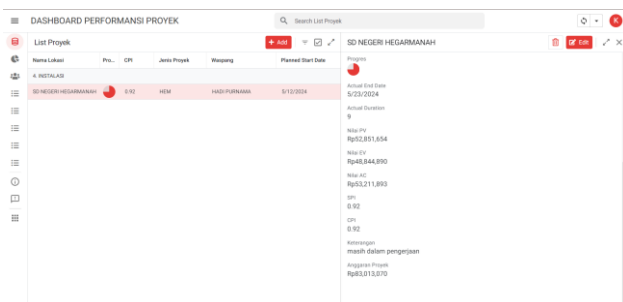 DASHBOARD PERFORMANSI PROYEK
Search List Proyek
K
List Proyek
+ Add
SD NEGERI HEGARMANAH
Edit
Nama Lokasi Pro... CPI Jenis Proyek Waspang Planned Start Date
4. INSTALASI
SD NEGERI HEGARMANAH 0.92 HEM HADI PURNAMA 5/12/2024
Progres
Actual End Date
5/23/2024
Actual Duration
9
Nilai PV
Rp52,851,654
Nilai EV
Rp48,844,890
Nilai AC
Rp53,211,893
SPI
0.92
CPI
0.92
Keterangan
masih dalam pengerjaan
Anggaran Proyek
Rp83,013,070